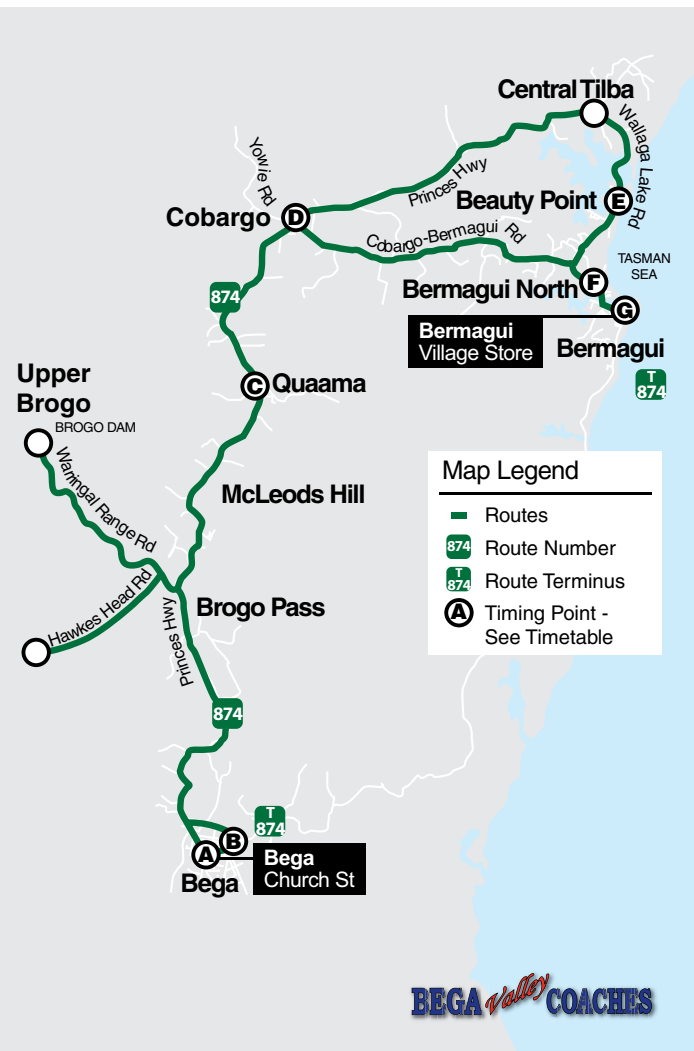 Central Tilba
Wallaga Lake Rd
Yowie Rd
Princes Hwy
Beauty Point
E
Cobargo
D
Cobargo-Bermagui Rd
TASMAN
SEA
874
Bermagui North
F
G
Bermagui
Village Store
Bermagui
T
874
C
Quaama
Upper
Brogo
BROGO DAM
Warringal Range Rd
McLeods Hill
Hawkes Head Rd
Princes Hwy
Brogo Pass
874
T
874
B
A
Bega
Church St
Bega
Map Legend
Routes
874
Route Number
T
874
Route Terminus
A
Timing Point -
See Timetable
BEGA Valley COACHES